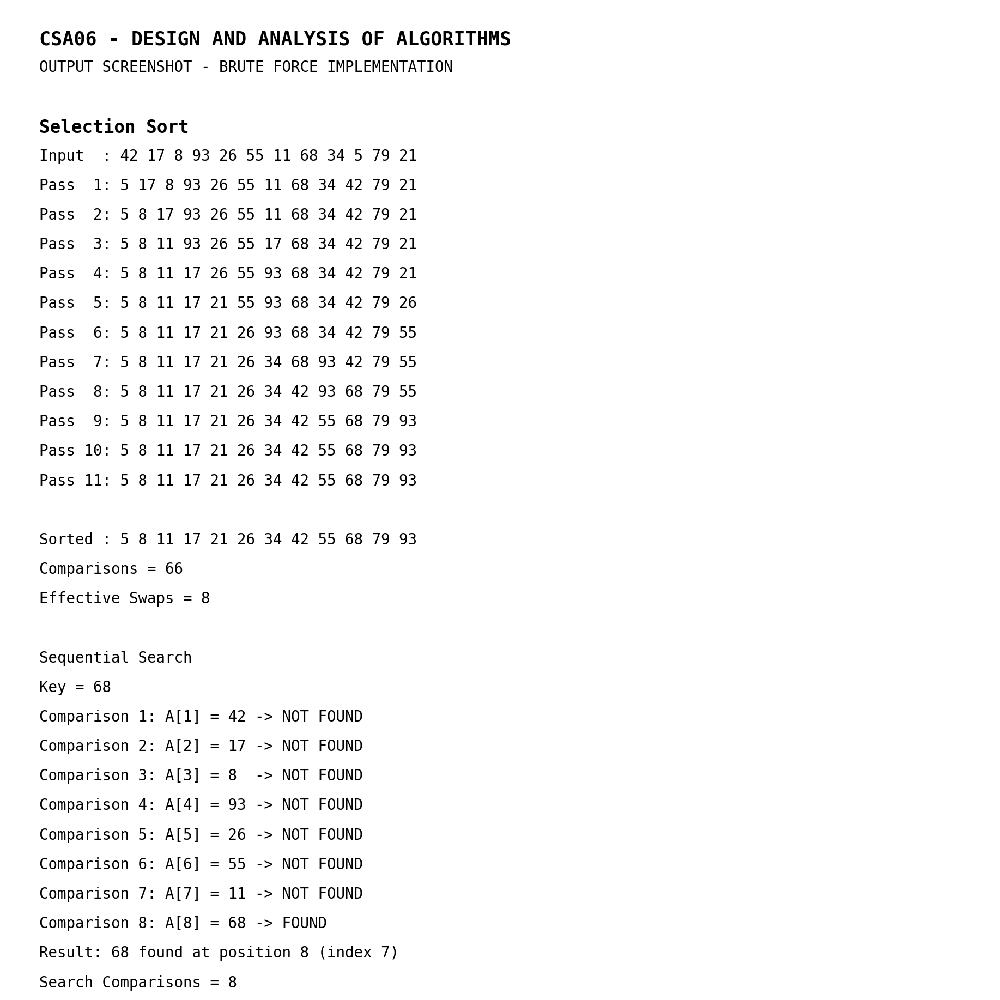 CSA06 - DESIGN AND ANALYSIS OF ALGORITHMS
OUTPUT SCREENSHOT - BRUTE FORCE IMPLEMENTATION
Selection Sort
Input  : 42 17 8 93 26 55 11 68 34 5 79 21
Pass  1: 5 17 8 93 26 55 11 68 34 42 79 21
Pass  2: 5 8 17 93 26 55 11 68 34 42 79 21
Pass  3: 5 8 11 93 26 55 17 68 34 42 79 21
Pass  4: 5 8 11 17 26 55 93 68 34 42 79 21
Pass  5: 5 8 11 17 21 55 93 68 34 42 79 26
Pass  6: 5 8 11 17 21 26 93 68 34 42 79 55
Pass  7: 5 8 11 17 21 26 34 68 93 42 79 55
Pass  8: 5 8 11 17 21 26 34 42 93 68 79 55
Pass  9: 5 8 11 17 21 26 34 42 55 68 79 93
Pass 10: 5 8 11 17 21 26 34 42 55 68 79 93
Pass 11: 5 8 11 17 21 26 34 42 55 68 79 93
Sorted : 5 8 11 17 21 26 34 42 55 68 79 93
Comparisons = 66
Effective Swaps = 8
Sequential Search
Key = 68
Comparison 1: A[1] = 42 -> NOT FOUND
Comparison 2: A[2] = 17 -> NOT FOUND
Comparison 3: A[3] = 8  -> NOT FOUND
Comparison 4: A[4] = 93 -> NOT FOUND
Comparison 5: A[5] = 26 -> NOT FOUND
Comparison 6: A[6] = 55 -> NOT FOUND
Comparison 7: A[7] = 11 -> NOT FOUND
Comparison 8: A[8] = 68 -> FOUND
Result: 68 found at position 8 (index 7)
Search Comparisons = 8